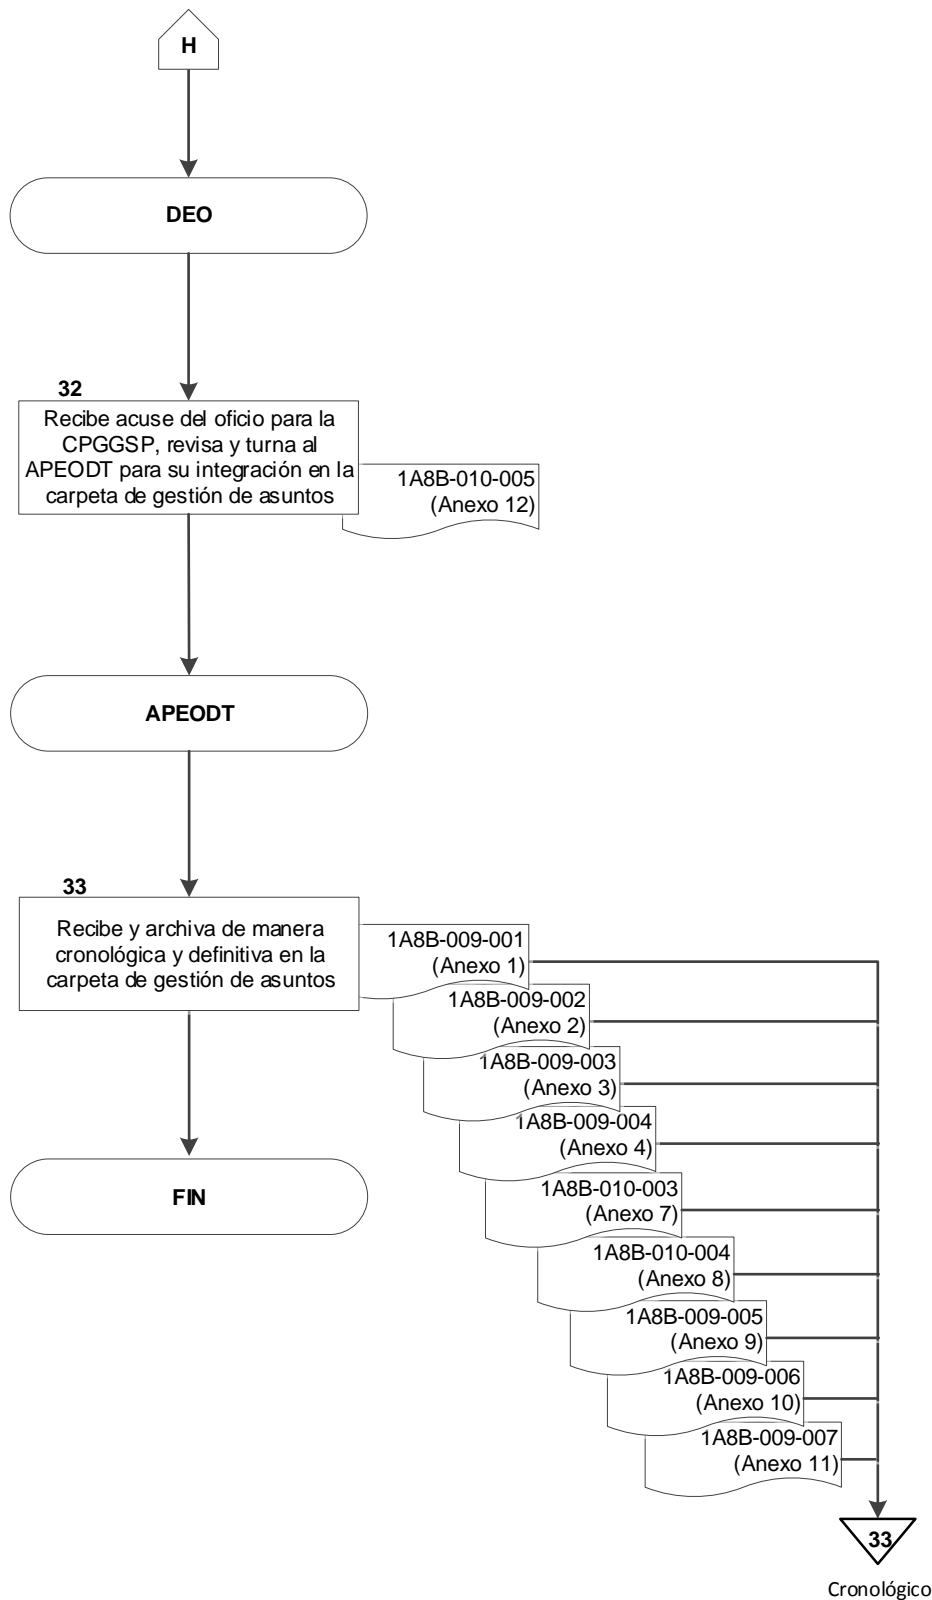 H
DEO
32
Recibe acuse del oficio para la
CPGGSP, revisa y turna al
APEODT para su integración en la
carpeta de gestión de asuntos
1A8B-010-005
(Anexo 12)
APEODT
33
Recibe y archiva de manera
cronológica y definitiva en la
carpeta de gestión de asuntos
1A8B-009-001
(Anexo 1)
1A8B-009-002
(Anexo 2)
1A8B-009-003
(Anexo 3)
1A8B-009-004
(Anexo 4)
1A8B-010-003
(Anexo 7)
1A8B-010-004
(Anexo 8)
1A8B-009-005
(Anexo 9)
1A8B-009-006
(Anexo 10)
1A8B-009-007
(Anexo 11)
FIN
33
Cronológico